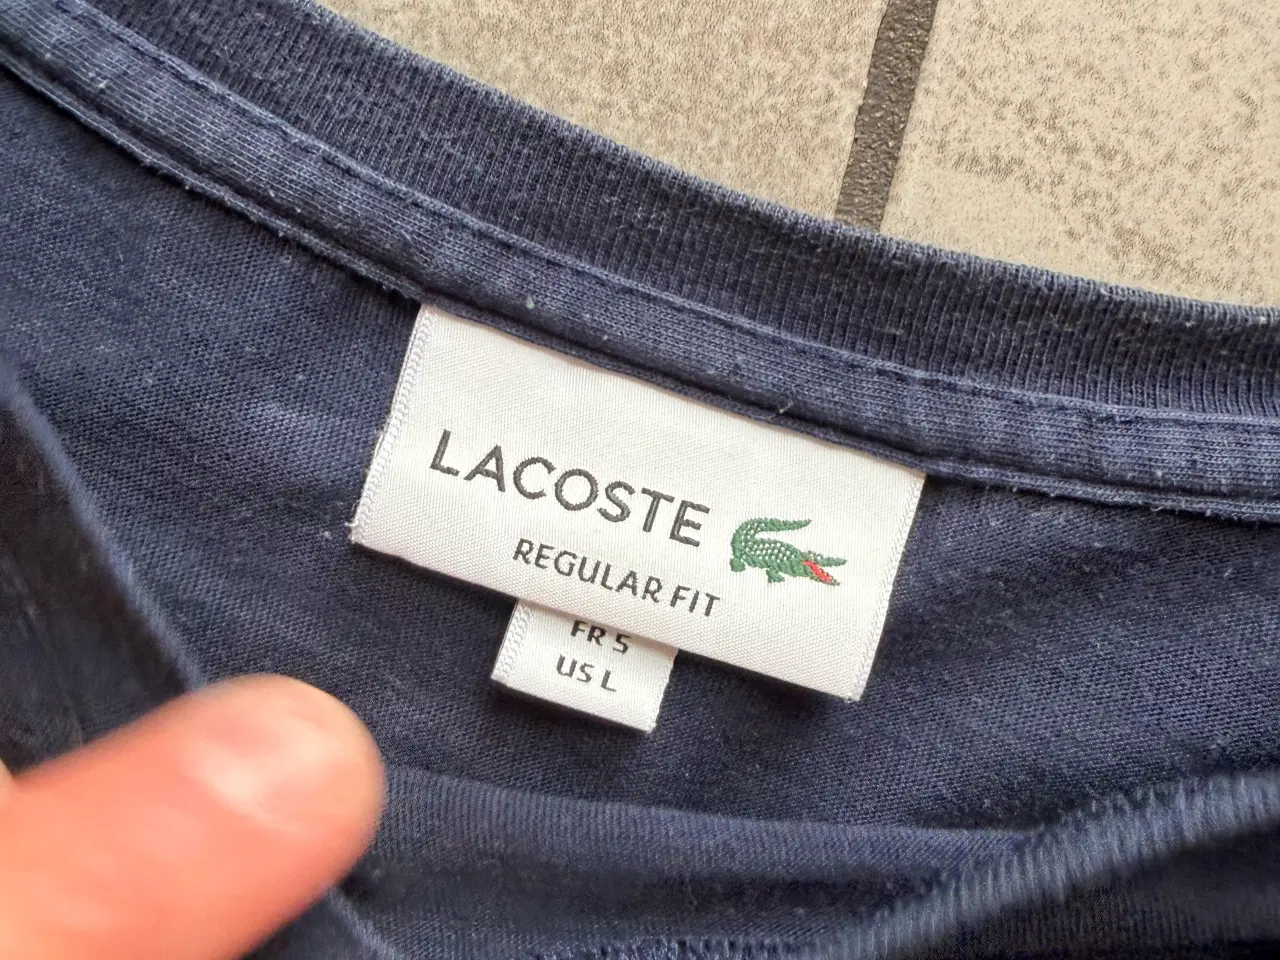 LACOSTE
REGULAR FIT
FR 5
US L